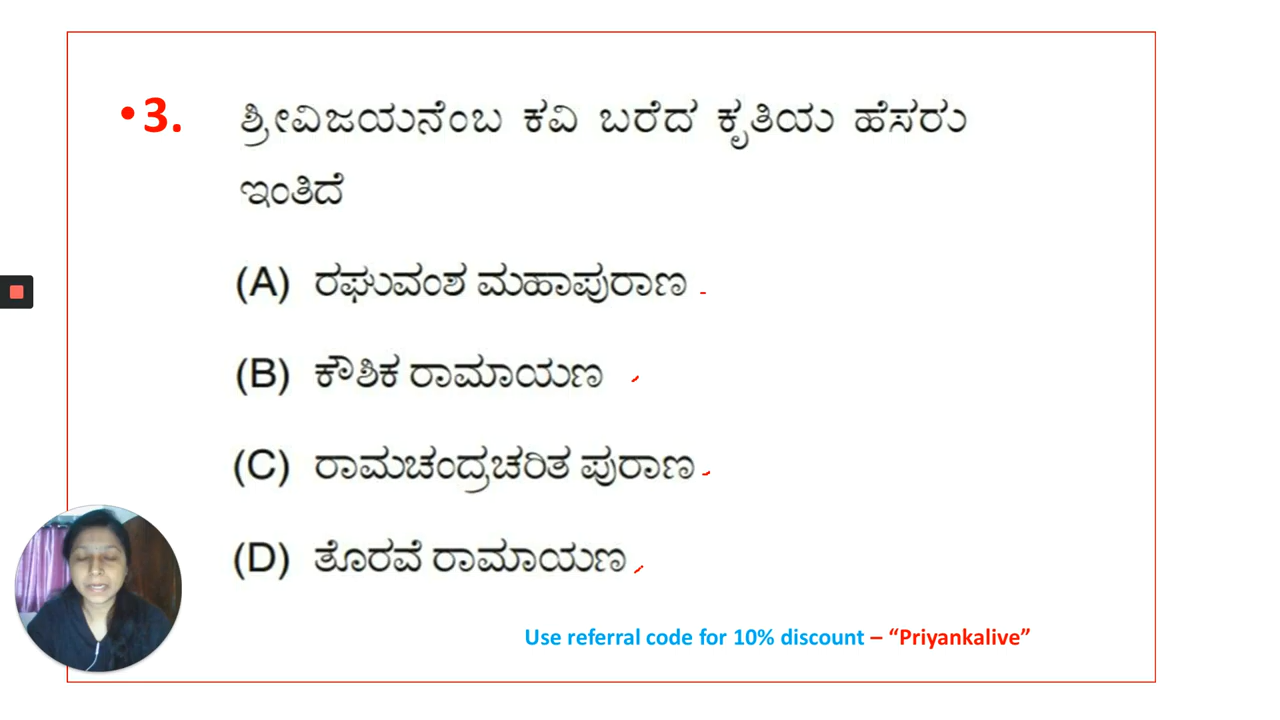 • 3. ಶ್ರೀವಿಜಯನೆಂಬ ಕವಿ ಬರೆದ ಕೃತಿಯ ಹೆಸರು
ಇಂತಿದೆ
(A) ರಘುವಂಶ ಮಹಾಪುರಾಣ
(B) ಕೌಶಿಕ ರಾಮಾಯಣ
(C) ರಾಮಚಂದ್ರಚರಿತ ಪುರಾಣ
(D) ತೊರವೆ ರಾಮಾಯಣ
Use referral code for 10% discount – “Priyankalive”